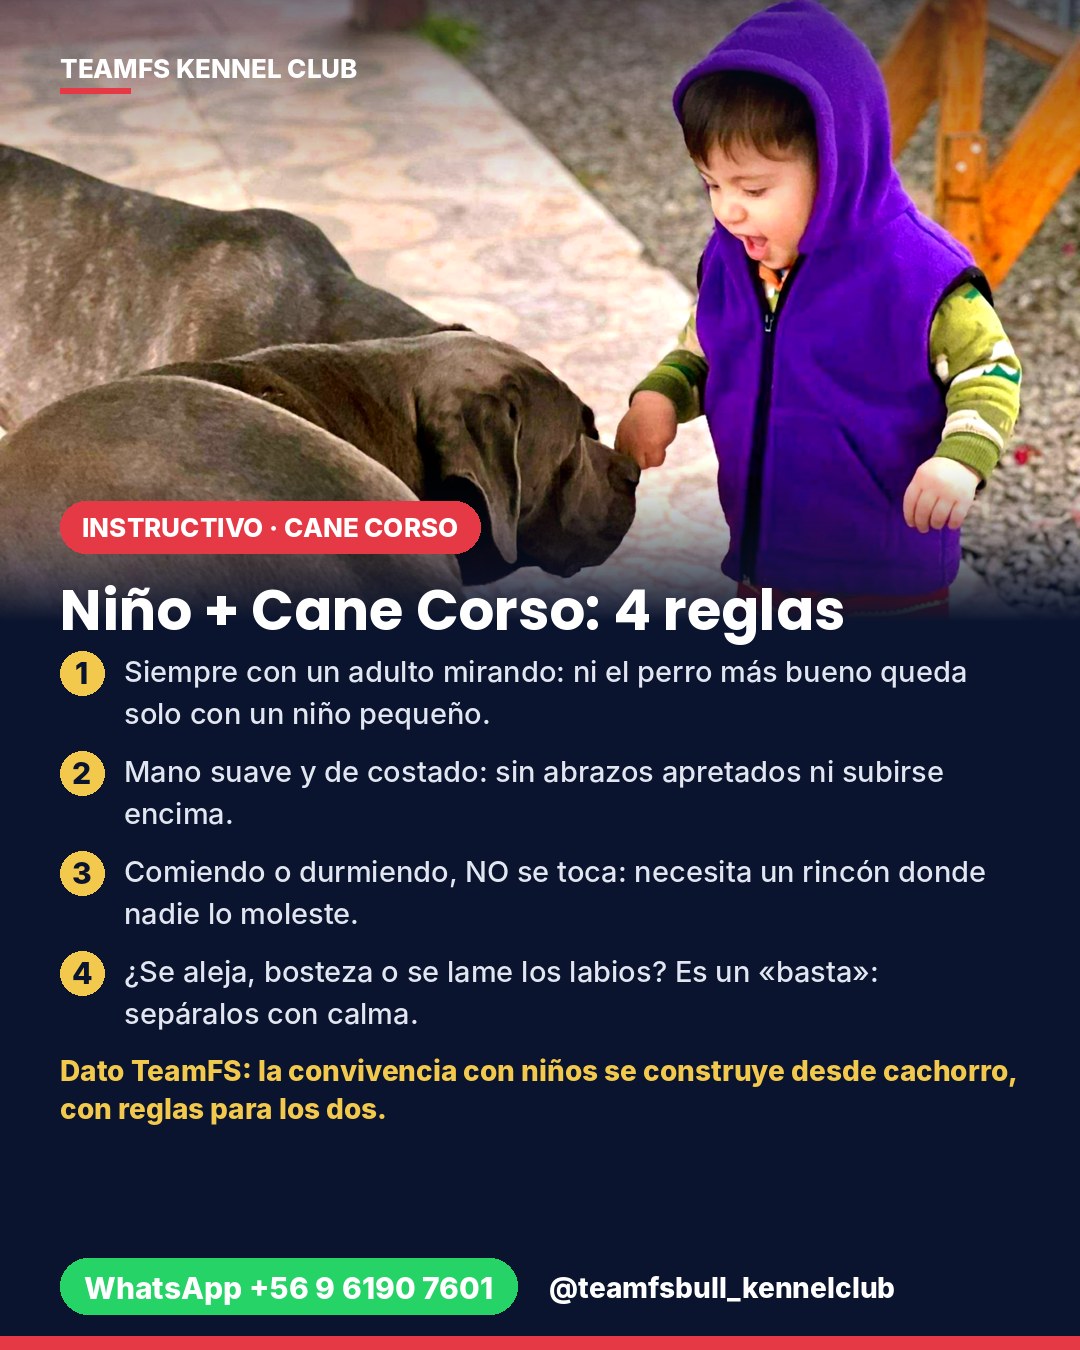 TEAMFS KENNEL CLUB
INSTRUCTIVO · CANE CORSO
Niño + Cane Corso: 4 reglas
1 Siempre con un adulto mirando: ni el perro más bueno queda
solo con un niño pequeño.
2 Mano suave y de costado: sin abrazos apretados ni subirse
encima.
3 Comiendo o durmiendo, NO se toca: necesita un rincón donde
nadie lo moleste.
4 ¿Se aleja, bosteza o se lame los labios? Es un «basta»:
sepáralos con calma.
Dato TeamFS: la convivencia con niños se construye desde cachorro,
con reglas para los dos.
WhatsApp +56 9 6190 7601 @teamfsbull_kennelclub